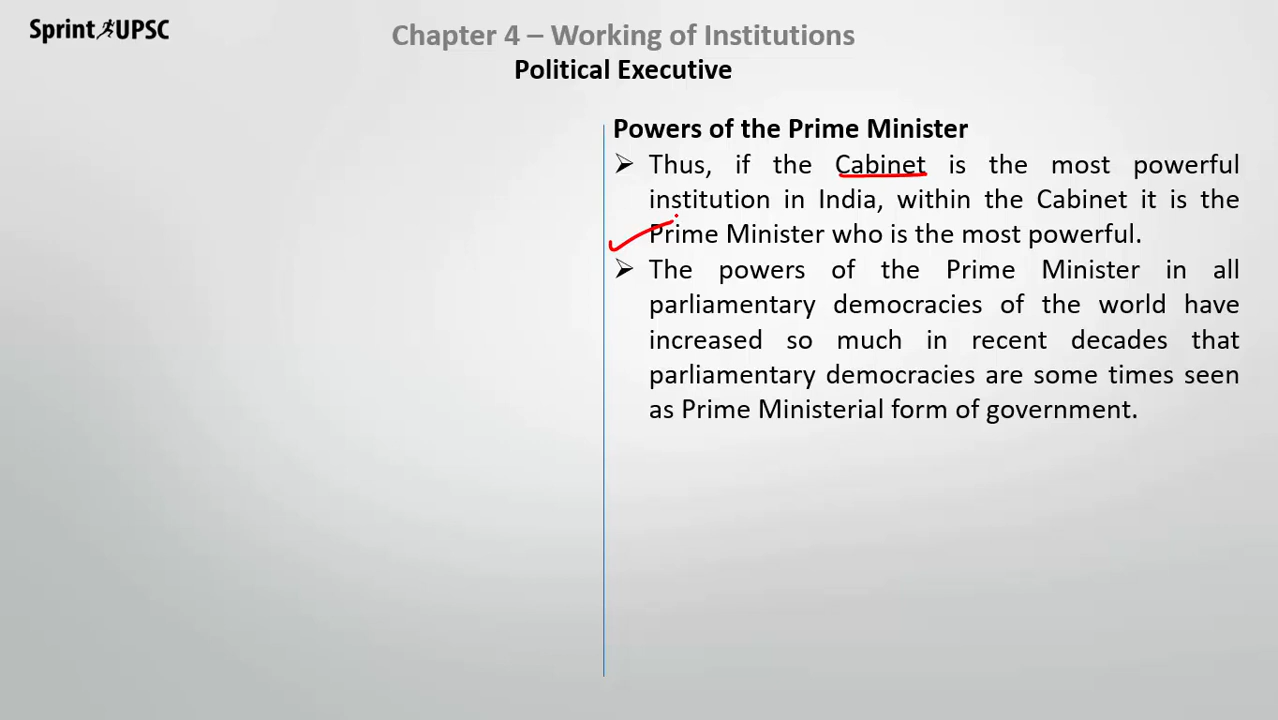 Sprint UPSC
Chapter 4 – Working of Institutions
Political Executive
Powers of the Prime Minister
Thus, if the Cabinet is the most powerful
institution in India, within the Cabinet it is the
Prime Minister who is the most powerful.
The powers of the Prime Minister in all
parliamentary democracies of the world have
increased so much in recent decades that
parliamentary democracies are some times seen
as Prime Ministerial form of government.